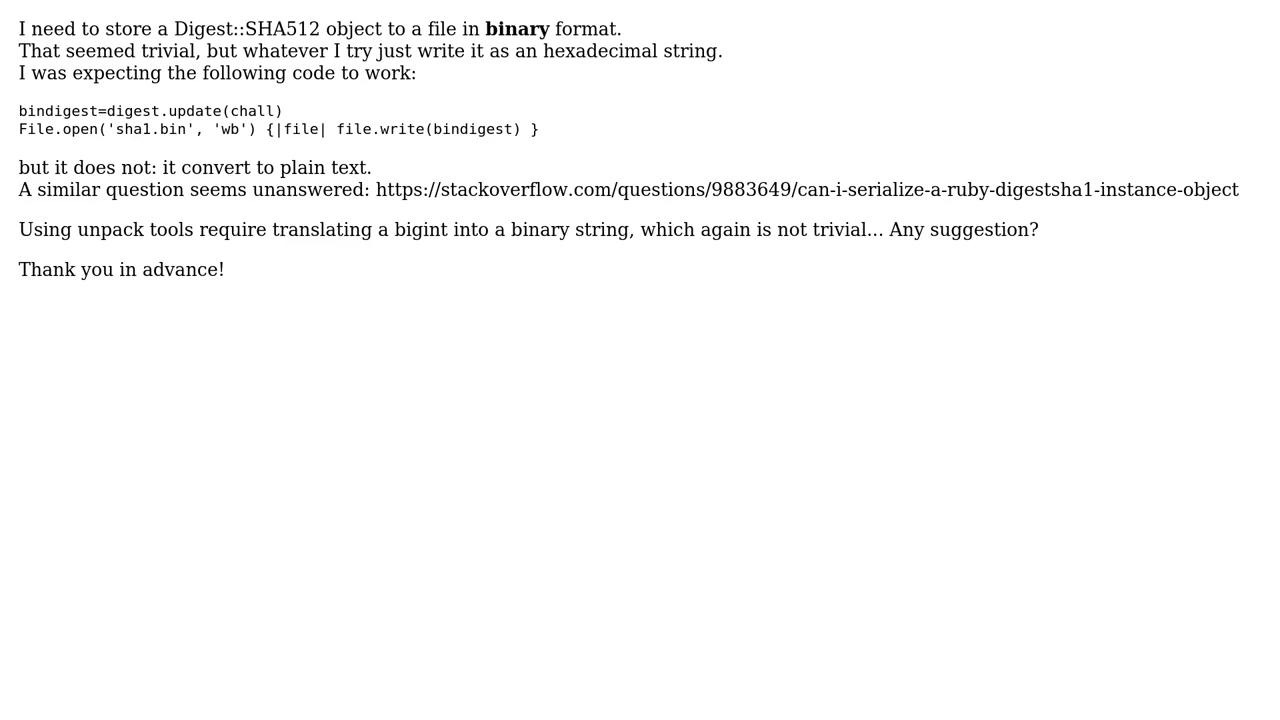 I need to store a Digest::SHA512 object to a file in binary format.
That seemed trivial, but whatever I try just write it as an hexadecimal string.
I was expecting the following code to work:
bindigest=digest.update(chall)
File.open('sha1.bin', 'wb') {|file| file.write(bindigest) }
but it does not: it convert to plain text.
A similar question seems unanswered: https://stackoverflow.com/questions/9883649/can-i-serialize-a-ruby-digestsha1-instance-object
Using unpack tools require translating a bigint into a binary string, which again is not trivial... Any suggestion?
Thank you in advance!